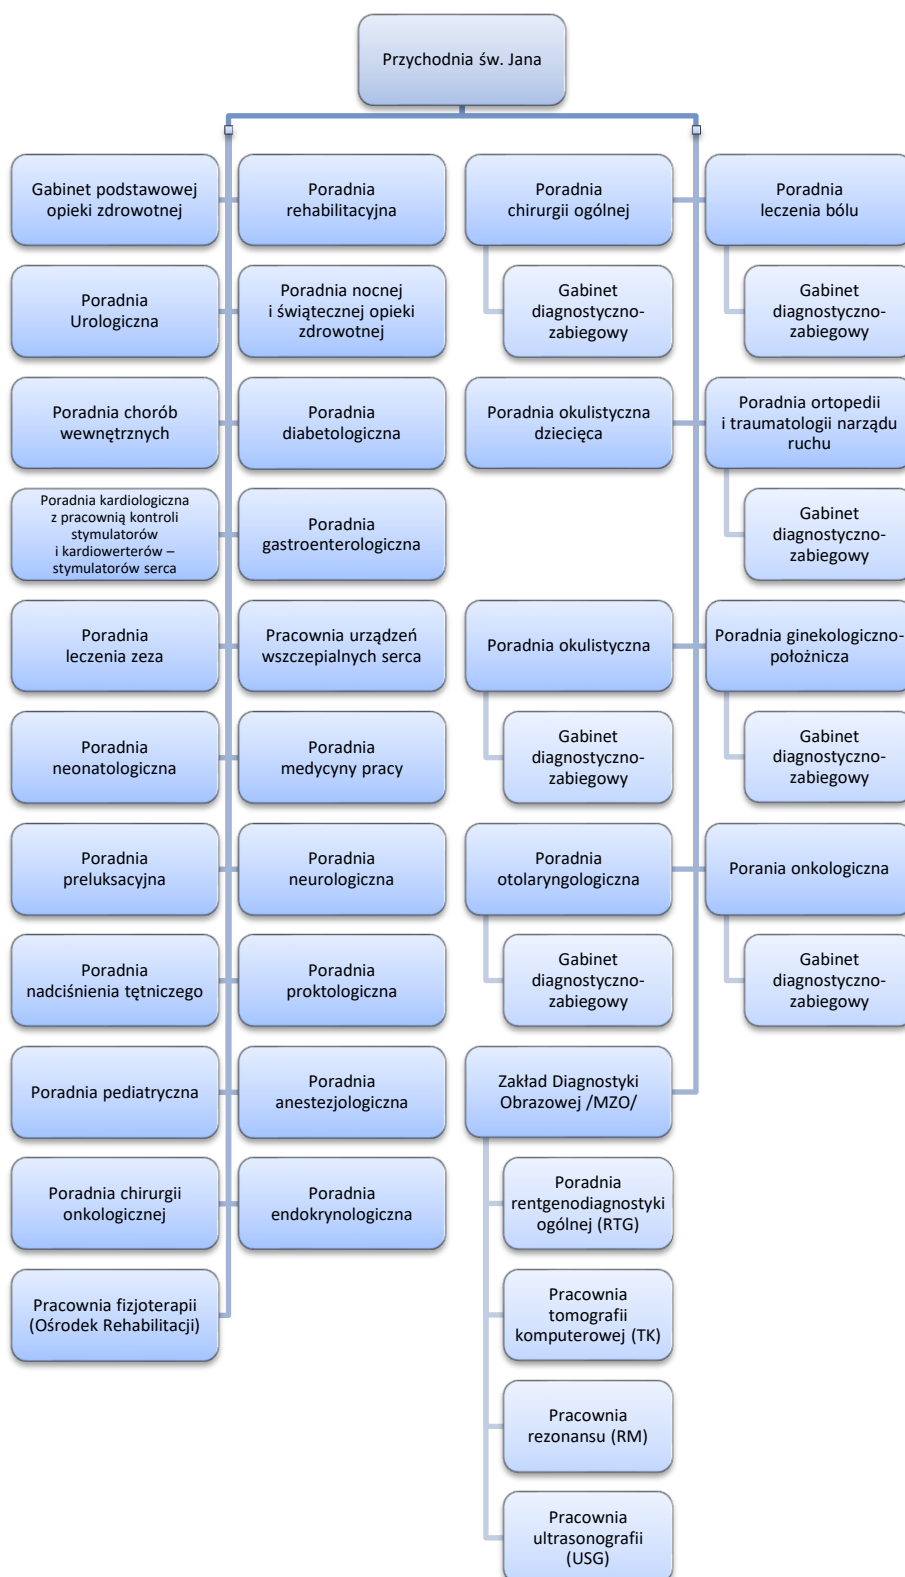 Przychodnia św. Jana
Gabinet podstawowej
opieki zdrowotnej
Poradnia
rehabilitacyjna
Poradnia
chirurgii ogólnej
Poradnia
leczenia bólu
Gabinet
diagnostyczno-
zabiegowy
Gabinet
diagnostyczno-
zabiegowy
Poradnia
Urologiczna
Poradnia nocnej
i świątecznej opieki
zdrowotnej
Poradnia chorób
wewnętrznych
Poradnia
diabetologiczna
Poradnia okulistyczna
dziecięca
Poradnia ortopedii
i traumatologii narządu
ruchu
Poradnia kardiologiczna
z pracownią kontroli
stymulatorów
i kardiowerterów –
stymulatorów serca
Poradnia
gastroenterologiczna
Gabinet
diagnostyczno-
zabiegowy
Poradnia
leczenia zeza
Pracownia urządzeń
wszczepialnych serca
Poradnia okulistyczna
Poradnia ginekologiczno-
położnicza
Poradnia
neonatologiczna
Poradnia
medycyny pracy
Gabinet
diagnostyczno-
zabiegowy
Gabinet
diagnostyczno-
zabiegowy
Poradnia
preluksacyjna
Poradnia
neurologiczna
Poradnia
otolaryngologiczna
Porania onkologiczna
Poradnia
nadciśnienia tętniczego
Poradnia
proktologiczna
Gabinet
diagnostyczno-
zabiegowy
Gabinet
diagnostyczno-
zabiegowy
Poradnia pediatryczna
Poradnia
anestezjologiczna
Zakład Diagnostyki
Obrazowej /MZO/
Poradnia chirurgii
onkologicznej
Poradnia
endokrynologiczna
Poradnia
rentgenodiagnostyki
ogólnej (RTG)
Pracownia fizjoterapii
(Ośrodek Rehabilitacji)
Pracownia
tomografii
komputerowej (TK)
Pracownia
rezonansu (RM)
Pracownia
ultrasonografii
(USG)